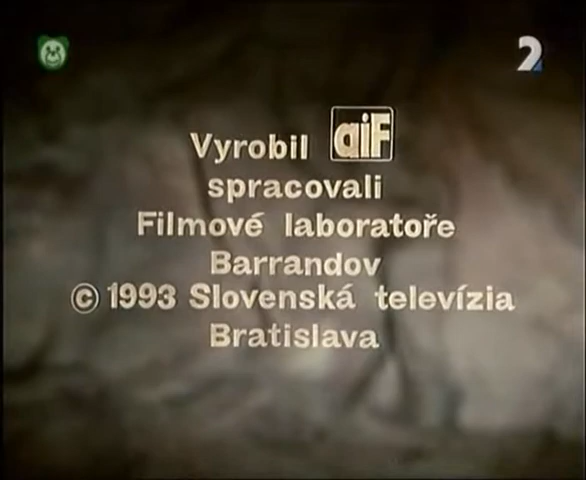 2
Vyrobil aiF
spracovali
Filmové laboratoře
Barrandov
© 1993 Slovenská televízia
Bratislava